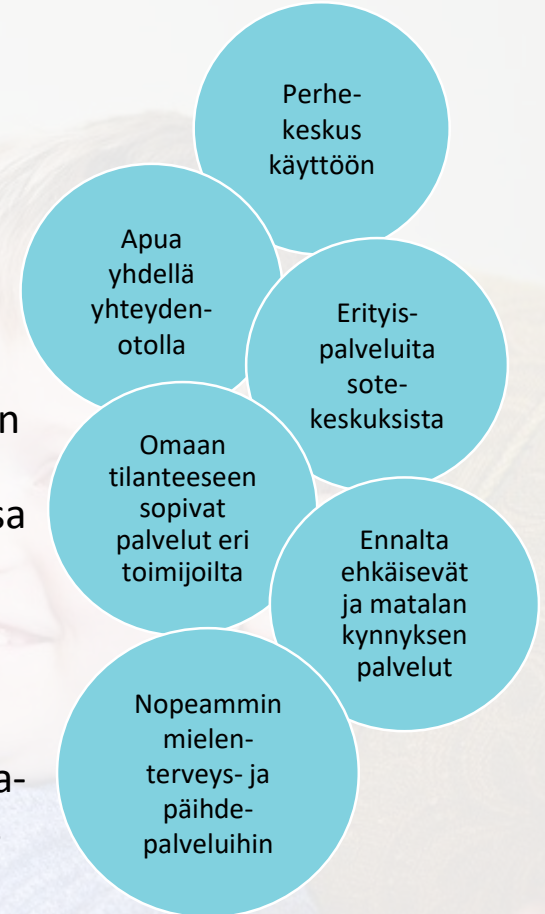 Perhe-
keskus
käyttöön
Apua
yhdellä
yhteyden-
otolla
Erityis-
palveluita
sote-
keskuksista
n
Omaan
tilanteeseen
sopivat
palvelut eri
toimijoilta
sa
Ennalta
ehkäisevät
ja matalan
kynnyksen
palvelut
Nopeammin
mielen-
terveys- ja
päihde-
palveluihin
a-